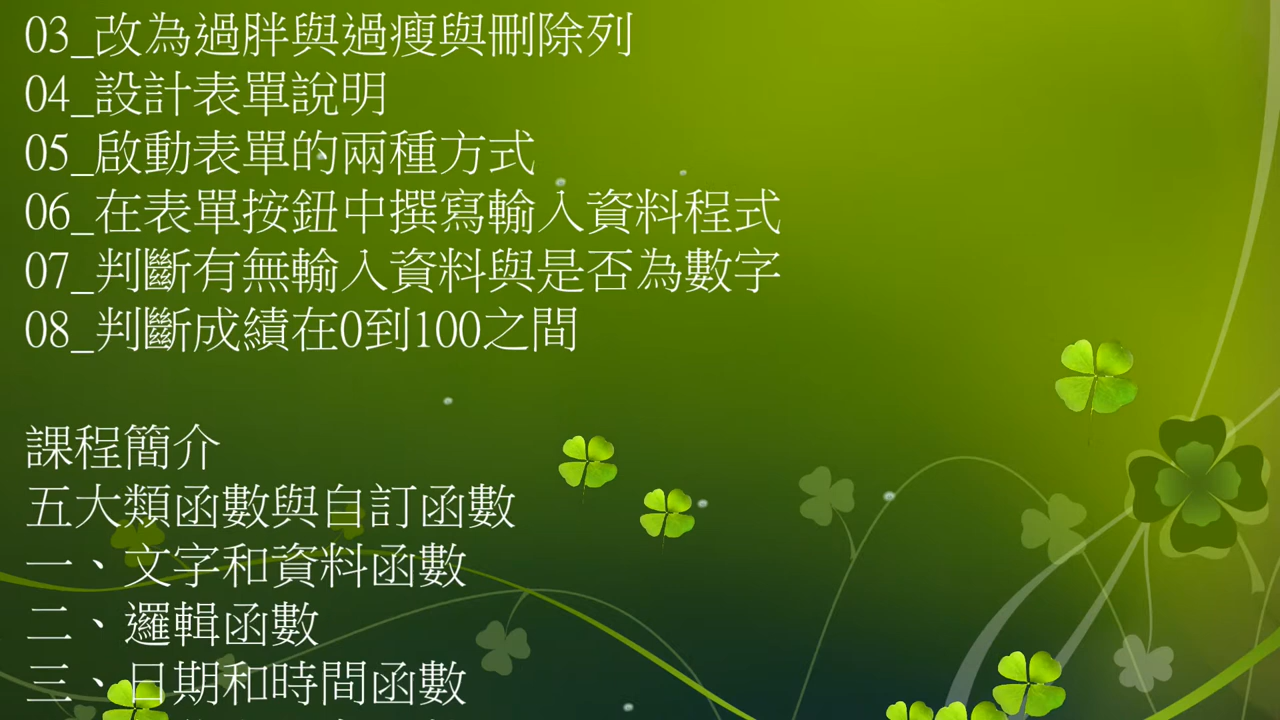 03_改為過胖與過瘦與刪除列
04_設計表單說明
05_啟動表單的兩種方式
06_在表單按鈕中撰寫輸入資料程式
07_判斷有無輸入資料與是否為數字
08_判斷成績在0到100之間
課程簡介
五大類函數與自訂函數
一、文字和資料函數
二、邏輯函數
三、日期和時間函數